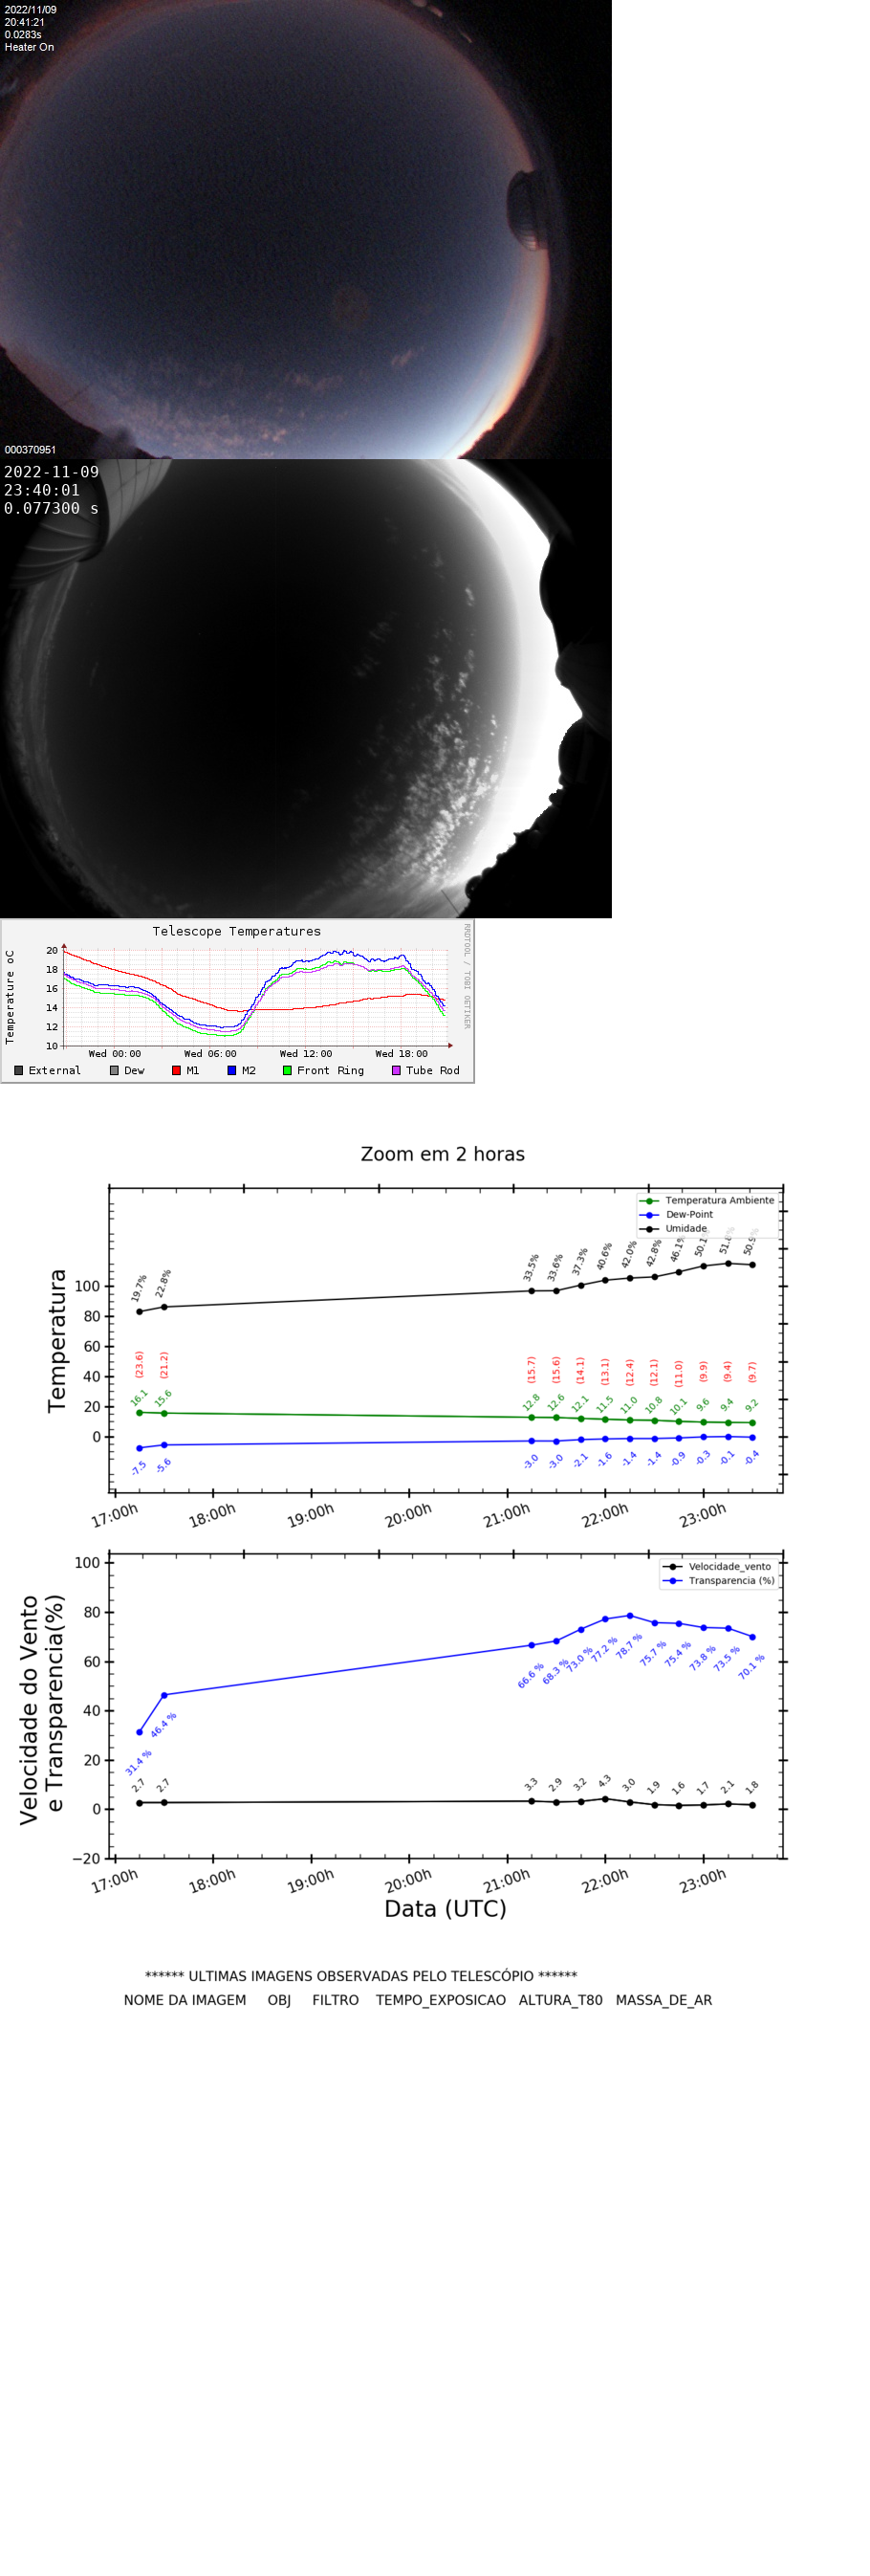 2022/11/09
20:41:21
0.0283s
Heater On
000370951
2022-11-09
23:40:01
0.077300 s
Telescope Temperatures
RRDTOOL / TOBI OETIKER
Temperature oC
20
18
16
14
12
10
Wed 00:00 Wed 06:00 Wed 12:00 Wed 18:00
External Dew M1 M2 Front Ring Tube Rod
Zoom em 2 horas
Temperatura Ambiente
Dew-Point
Umidade
Temperatura
100
80
60
40
20
0
19.7% 22.8% 33.5% 33.6% 37.3% 40.6% 42.0% 42.8% 46.1% 50.1%
(23.6) (21.2) (15.7) (15.6) (14.1) (13.1) (12.4) (12.1) (11.0) (9.9) (9.4) (9.7)
16.1 15.6 12.8 12.6 12.1 11.5 11.0 10.8 10.1 9.6 9.4 9.2
-7.5 -5.6 -3.0 -3.0 -2.1 -1.6 -1.4 -1.4 -0.9 -0.3 -0.1 -0.4
17:00h 18:00h 19:00h 20:00h 21:00h 22:00h 23:00h
Velocidade_vento
Transparencia (%)
Velocidade do Vento
e Transparencia(%)
100
80
60
40
20
0
−20
31.4 % 46.4 % 66.6 % 68.3 % 73.0 % 77.2 % 78.7 % 75.7 % 75.4 % 73.8 % 73.5 % 70.1 %
2.7 2.7 3.3 2.9 3.2 4.3 3.0 1.9 1.6 1.7 2.1 1.8
17:00h 18:00h 19:00h 20:00h 21:00h 22:00h 23:00h
Data (UTC)
****** ULTIMAS IMAGENS OBSERVADAS PELO TELESCÓPIO ******
NOME DA IMAGEM OBJ FILTRO TEMPO_EXPOSICAO ALTURA_T80 MASSA_DE_AR